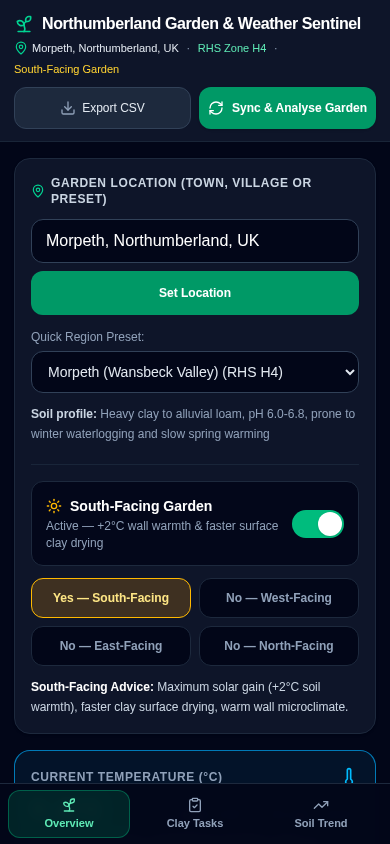 Northumberland Garden & Weather Sentinel
Morpeth, Northumberland, UK · RHS Zone H4 ·
South-Facing Garden
Export CSV
Sync & Analyse Garden
GARDEN LOCATION (TOWN, VILLAGE OR
PRESET)
Morpeth, Northumberland, UK
Set Location
Quick Region Preset:
Morpeth (Wansbeck Valley) (RHS H4)
Soil profile: Heavy clay to alluvial loam, pH 6.0-6.8, prone to
winter waterlogging and slow spring warming
South-Facing Garden
Active — +2°C wall warmth & faster surface
clay drying
Yes — South-Facing
No — West-Facing
No — East-Facing
No — North-Facing
South-Facing Advice: Maximum solar gain (+2°C soil
warmth), faster clay surface drying, warm wall microclimate.
CURRENT TEMPERATURE (°C)
Overview
Clay Tasks
Soil Trend